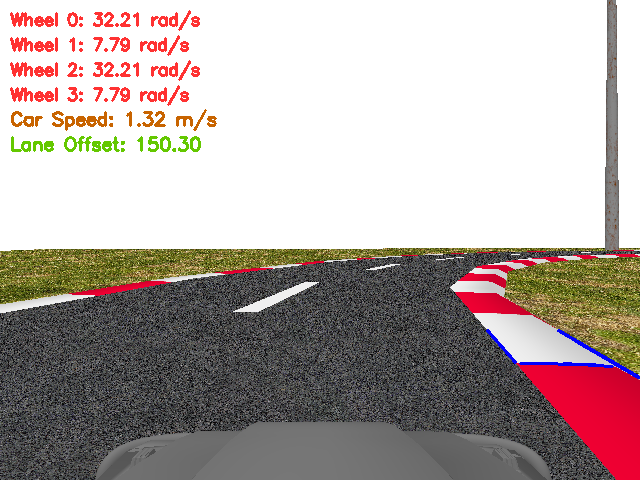 Wheel 0: 32.21 rad/s
Wheel 1: 7.79 rad/s
Wheel 2: 32.21 rad/s
Wheel 3: 7.79 rad/s
Car Speed: 1.32 m/s
Lane Offset: 150.30